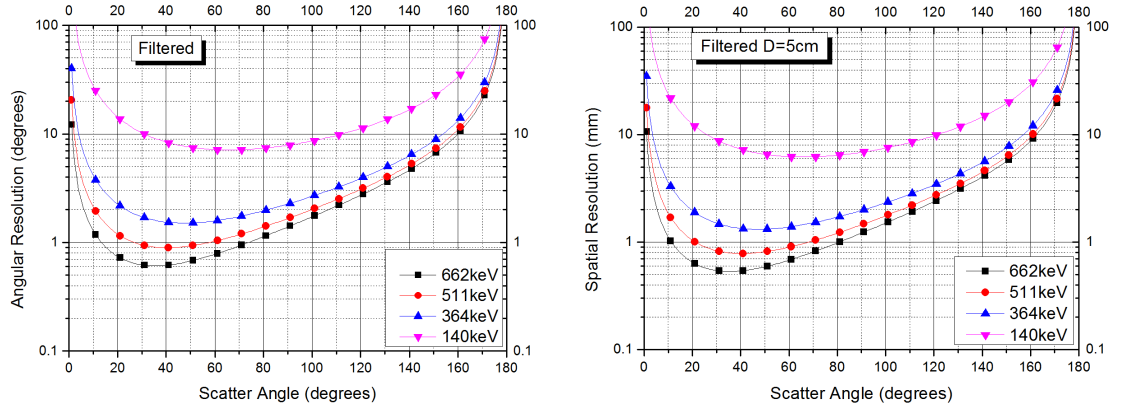 0 20 40 60 80 100 120 140 160 180
100 100
Filtered
10 10
1 1
0.1 0.1
Angular Resolution (degrees)
662keV
511keV
364keV
140keV
0 20 40 60 80 100 120 140 160 180
Scatter Angle (degrees)
0 20 40 60 80 100 120 140 160 180
100 100
Filtered D=5cm
10 10
1 1
0.1 0.1
Spatial Resolution (mm)
662keV
511keV
364keV
140keV
0 20 40 60 80 100 120 140 160 180
Scatter Angle (degrees)